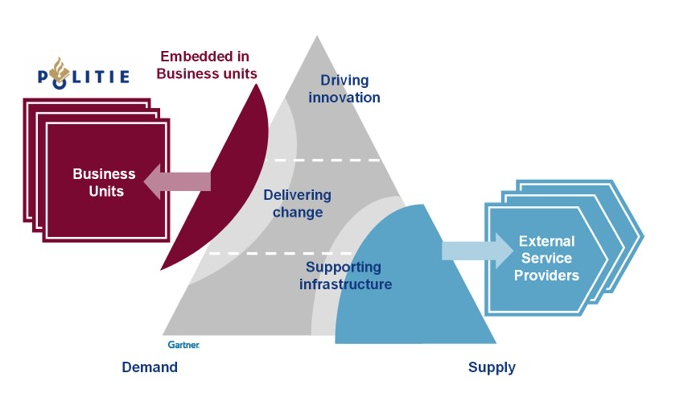 POLITIE
Embedded in
Business units
Driving
innovation
Business
Units
Delivering
change
External
Service
Providers
Supporting
infrastructure
Gartner
Demand
Supply